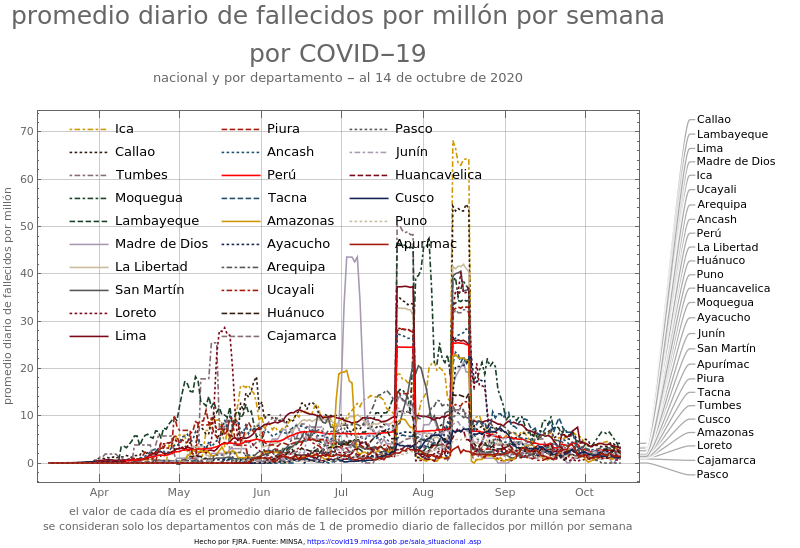 promedio diario de fallecidos por millón por semana
por COVID−19
nacional y por departamento − al 14 de octubre de 2020
promedio diario de fallecidos por millón
70
60
50
40
30
20
10
0
Apr
May
Jun
Jul
Aug
Sep
Oct
Ica
Callao
Tumbes
Moquegua
Lambayeque
Madre de Dios
La Libertad
San Martín
Loreto
Lima
Piura
Ancash
Perú
Tacna
Amazonas
Ayacucho
Arequipa
Ucayali
Huánuco
Cajamarca
Pasco
Junín
Huancavelica
Cusco
Puno
Apurímac
Callao
Lambayeque
Lima
Madre de Dios
Ica
Ucayali
Arequipa
Ancash
Perú
La Libertad
Huánuco
Puno
Huancavelica
Moquegua
Ayacucho
Junín
San Martín
Apurímac
Piura
Tacna
Tumbes
Cusco
Amazonas
Loreto
Cajamarca
Pasco
el valor de cada día es el promedio diario de fallecidos por millón reportados durante una semana
se consideran solo los departamentos con más de 1 de promedio diario de fallecidos por millón por semana
Hecho por FJRA. Fuente: MINSA, https://covid19.minsa.gob.pe/sala_situacional.asp